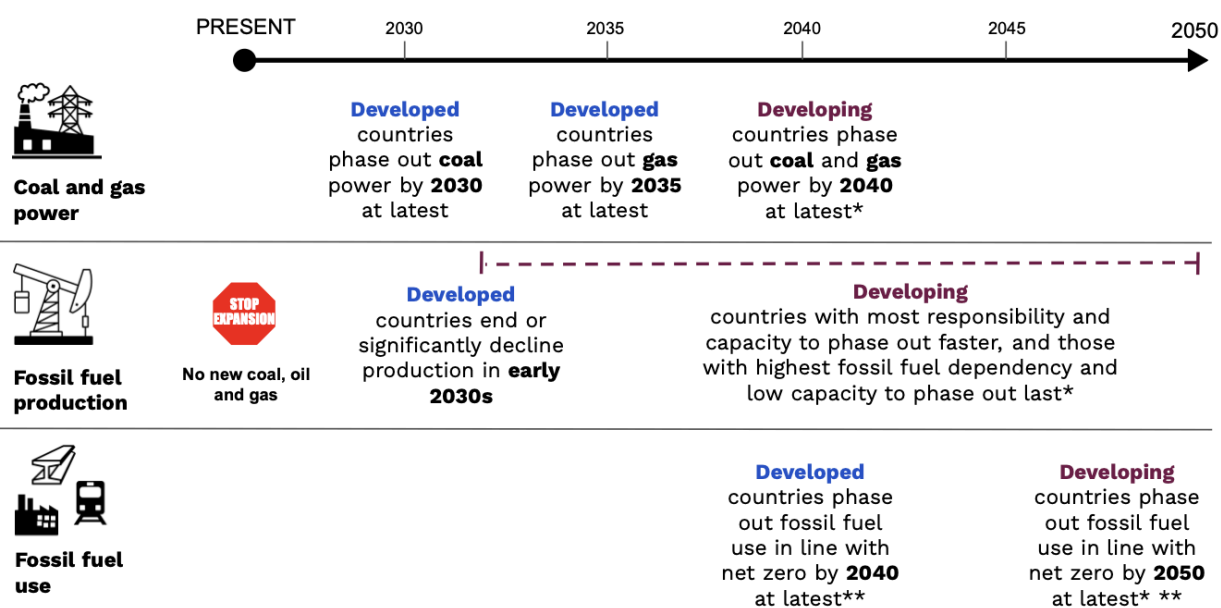 PRESENT
2030
2035
2040
2045
2050
Coal and gas
power
Developed
countries
phase out coal
power by 2030
at latest
Developed
countries
phase out gas
power by 2035
at latest
Developing
countries phase
out coal and gas
power by 2040
at latest*
Fossil fuel
production
STOP
EXPANSION
No new coal, oil
and gas
Developed
countries end or
significantly decline
production in early
2030s
Developing
countries with most responsibility and
capacity to phase out faster, and those
with highest fossil fuel dependency and
low capacity to phase out last*
Fossil fuel
use
Developed
countries phase
out fossil fuel
use in line with
net zero by 2040
at latest**
Developing
countries phase
out fossil fuel
use in line with
net zero by 2050
at latest* **